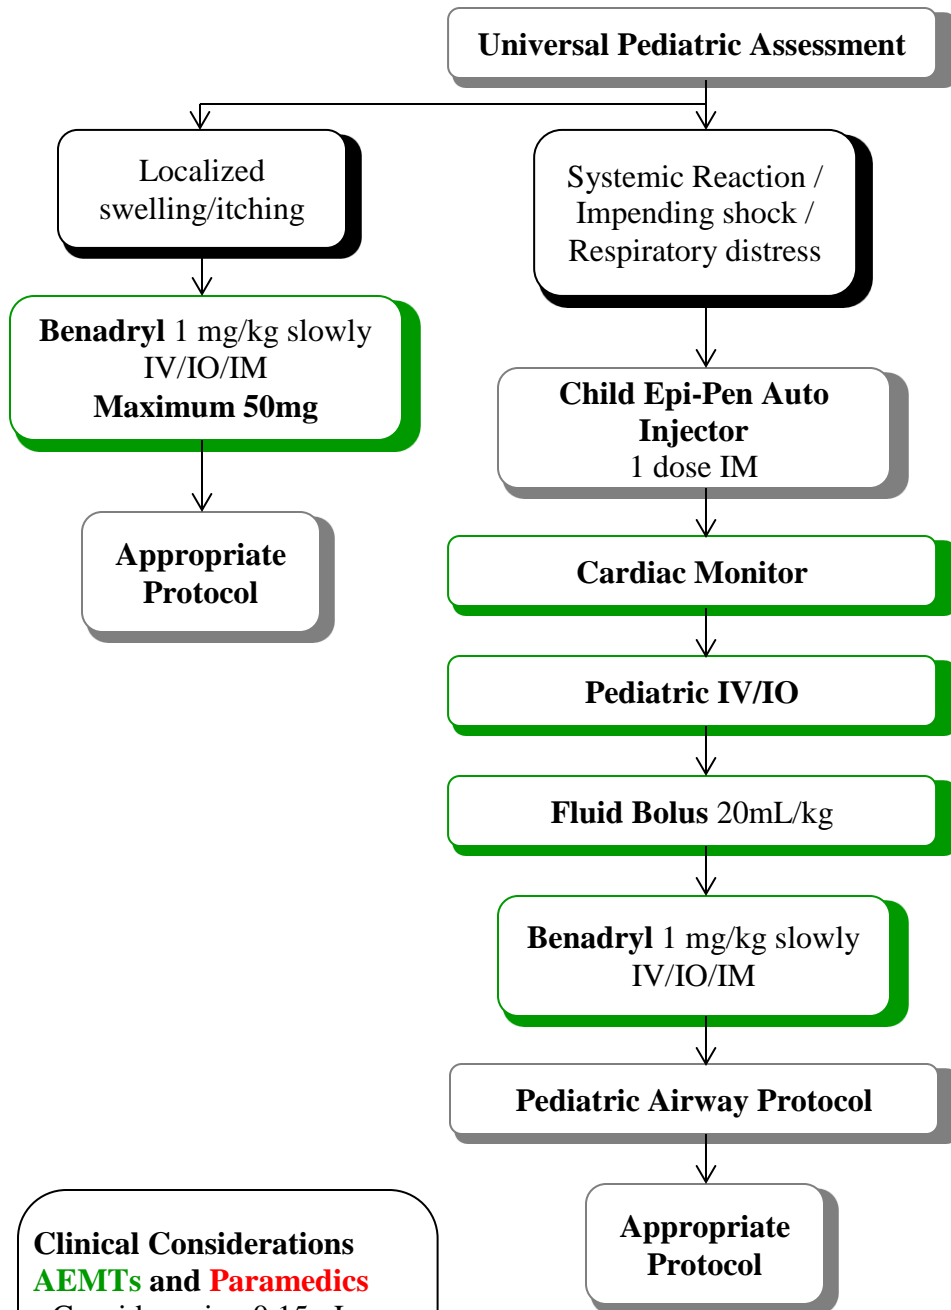 Universal Pediatric Assessment
Localized
swelling/itching
Benadryl 1 mg/kg slowly
IV/IO/IM
Maximum 50mg
Appropriate
Protocol
Systemic Reaction /
Impending shock /
Respiratory distress
Child Epi-Pen Auto
Injector
1 dose IM
Cardiac Monitor
Pediatric IV/IO
Fluid Bolus 20mL/kg
Benadryl 1 mg/kg slowly
IV/IO/IM
Pediatric Airway Protocol
Appropriate
Protocol
Clinical Considerations
AEMTs and Paramedics